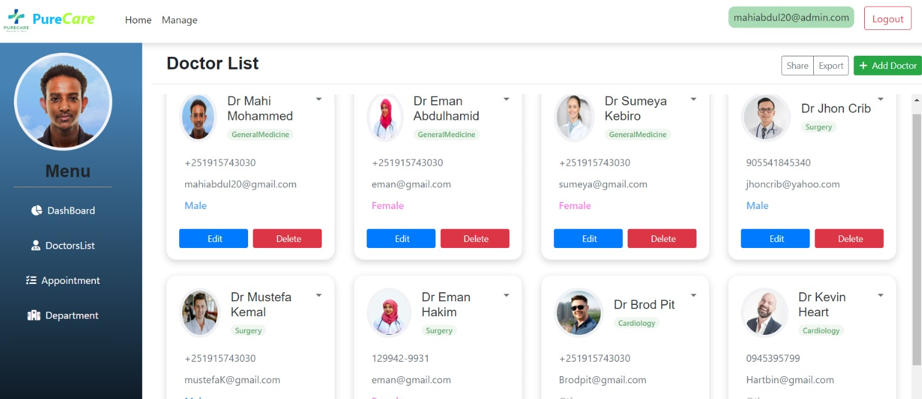 PureCare
PURECARE
Home
Manage
mahiabdul20@admin.com
Logout
Menu
DashBoard
DoctorsList
Appointment
Department
Doctor List
Share
Export
+ Add Doctor
Dr Mahi
Mohammed
GeneralMedicine
+251915743030
mahiabdul20@gmail.com
Male
Edit
Delete
Dr Eman
Abdulhamid
GeneralMedicine
+251915743030
eman@gmail.com
Female
Edit
Delete
Dr Sumeya
Kebiro
GeneralMedicine
+251915743030
sumeya@gmail.com
Female
Edit
Delete
Dr Jhon Crib
Surgery
905541845340
jhoncrib@yahoo.com
Male
Edit
Delete
Dr Mustefa
Kemal
Surgery
+251915743030
mustefaK@gmail.com
Dr Eman
Hakim
Surgery
129942-9931
eman@gmail.com
Dr Brod Pit
Cardiology
+251915743030
Brodpit@gmail.com
Dr Kevin
Heart
Cardiology
0945395799
Hartbin@gmail.com